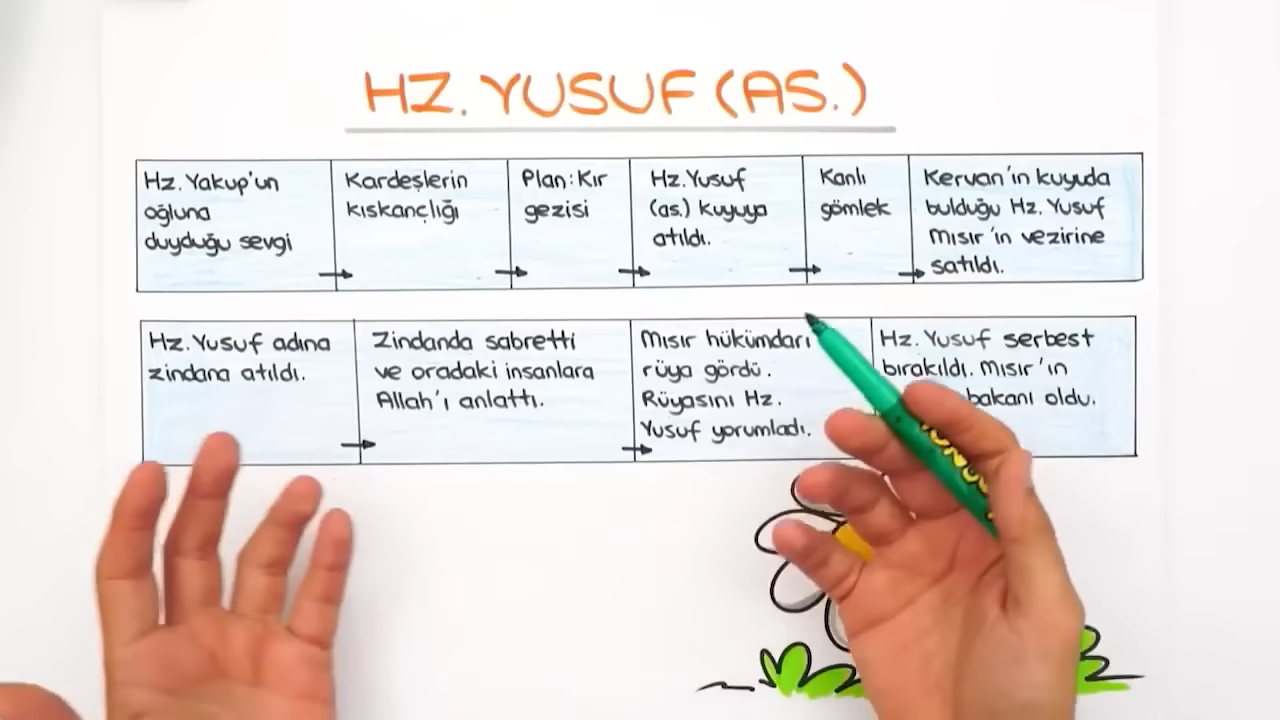 HZ. YUSUF (AS.)
Hz. Yakup'un
oğluna
duyduğu sevgi
Kardeşlerin
kıskançlığı
Plan: Kır
gezisi
Hz. Yusuf
(as.) kuyuya
atıldı.
Kanlı
gömlek
Kervan'ın kuyuda
bulduğu Hz. Yusuf
Mısır'ın vezirine
satıldı.
Hz. Yusuf adına
zindana atıldı.
Zindanda sabretti
ve oradaki insanlara
Allah'ı anlattı.
Mısır hükümdarı
rüya gördü.
Rüyasını Hz.
Yusuf yorumladı.
Hz. Yusuf serbest
bırakıldı. Mısır'ın
bakanı oldu.